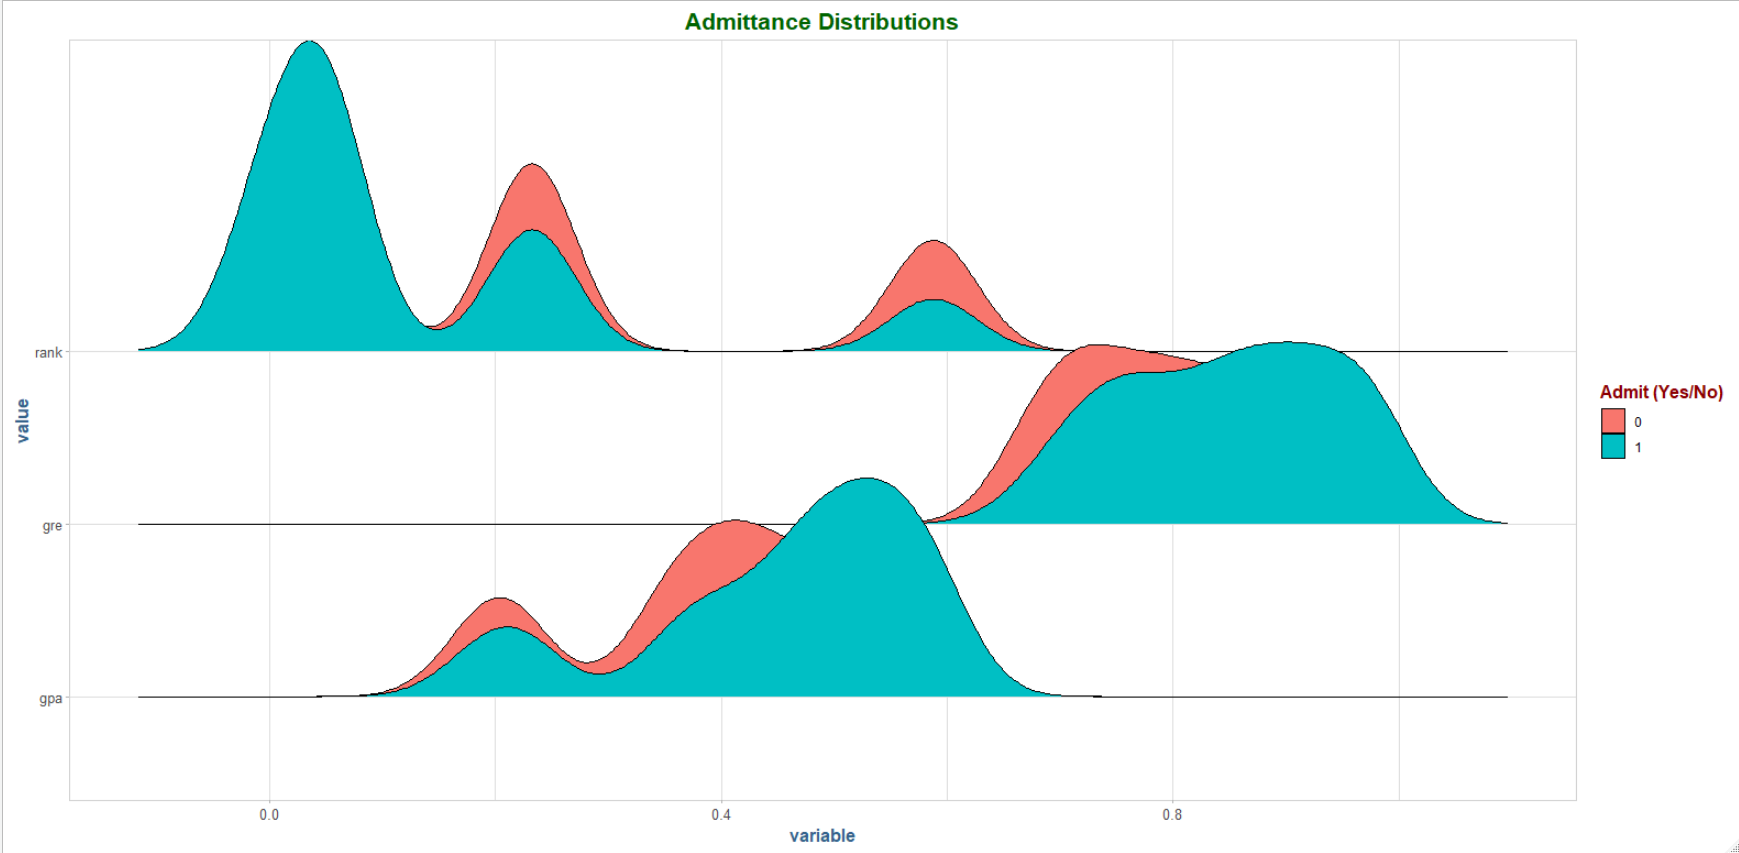 Admittance Distributions
value
rank
gre
gpa
0.0
0.4
0.8
variable
Admit (Yes/No)
0
1